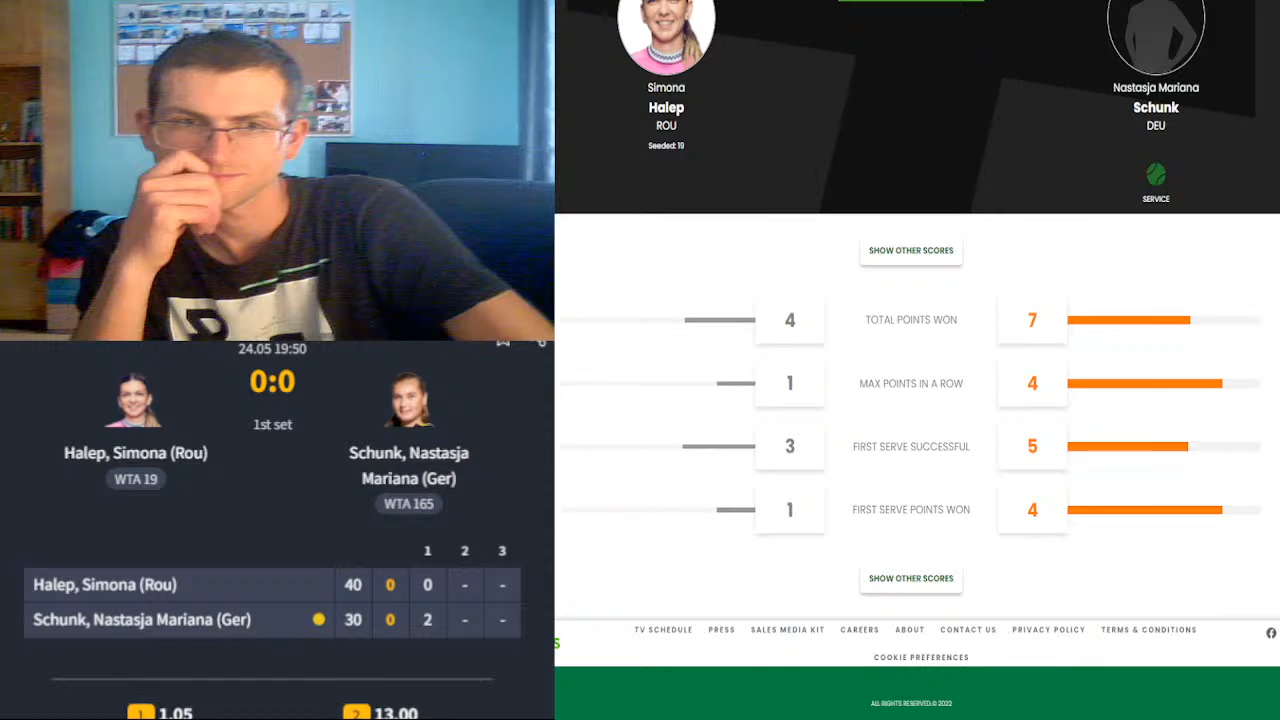 24.05 19:50
0:0
1st set
Halep, Simona (Rou)
WTA 19
Schunk, Nastasja
Mariana (Ger)
WTA 165
1 2 3
Halep, Simona (Rou) 40 0 0 - -
Schunk, Nastasja Mariana (Ger) 30 0 2 - -
1 1.05
2 13.00
Simona
Halep
ROU
Seeded: 19
Nastasja Mariana
Schunk
DEU
SERVICE
SHOW OTHER SCORES
4 TOTAL POINTS WON 7
1 MAX POINTS IN A ROW 4
3 FIRST SERVE SUCCESSFUL 5
1 FIRST SERVE POINTS WON 4
SHOW OTHER SCORES
TV SCHEDULE PRESS SALES MEDIA KIT CAREERS ABOUT CONTACT US PRIVACY POLICY TERMS & CONDITIONS
COOKIE PREFERENCES
ALL RIGHTS RESERVED.© 2022